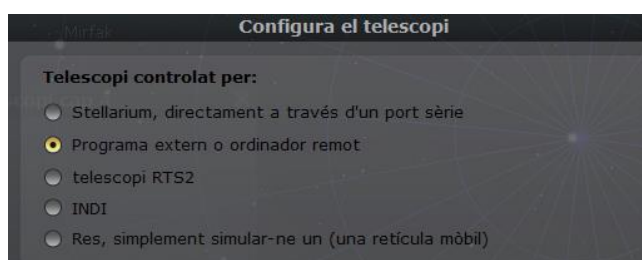 Mirfak
Configura el telescopi
Telescopi controlat per:
Stellarium, directament a través d'un port sèrie
Programa extern o ordinador remot
telescopi RTS2
INDI
Res, simplement simular-ne un (una retícula mòbil)